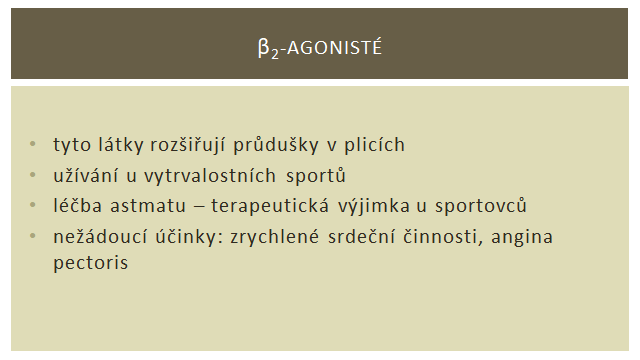 β₂-AGONISTÉ
• tyto látky rozšiřují průdušky v plicích
• užívání u vytrvalostních sportů
• léčba astmatu – terapeutická výjimka u sportovců
• nežádoucí účinky: zrychlené srdeční činnosti, angina
pectoris